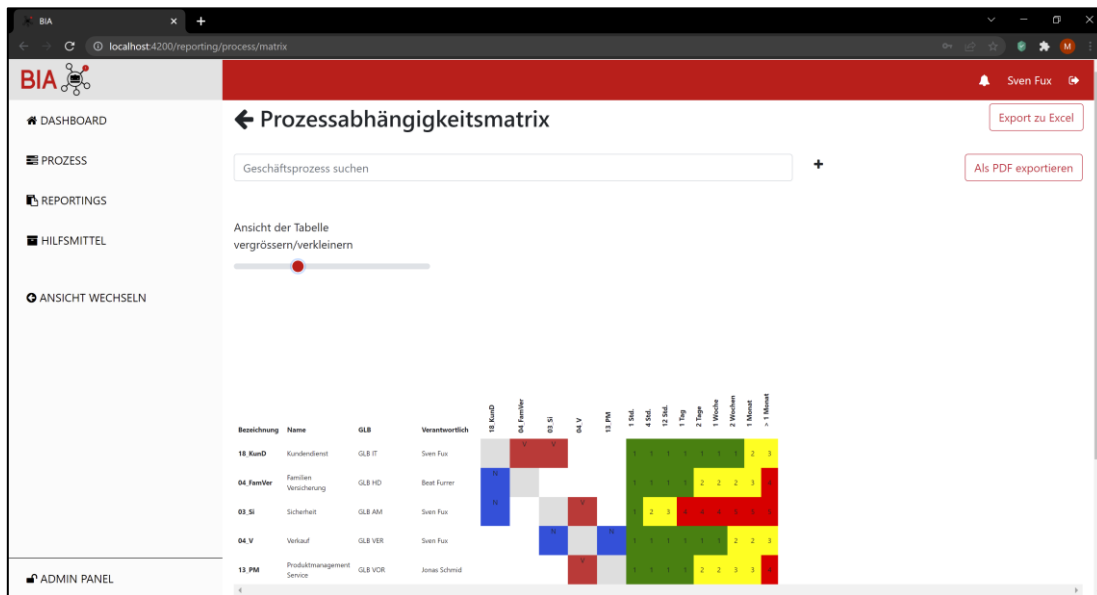 BIA
localhost:4200/reporting/process/matrix
M
BIA
Sven Fux
DASHBOARD
PROZESS
REPORTINGS
HILFSMITTEL
ANSICHT WECHSELN
ADMIN PANEL
Prozessabhängigkeitsmatrix
Export zu Excel
Geschäftsprozess suchen
Als PDF exportieren
Ansicht der Tabelle
vergrössern/verkleinern
Bezeichnung Name GLB Verantwortlich 18_KunD 04_FamVer 03_Si 04_V 13_PM 1 Std. 4 Std. 12 Std. 1 Tag 2 Tage 1 Woche 2 Wochen 1 Monat > 1 Monat
18_KunD Kundendienst GLB IT Sven Fux V V 1 1 1 1 1 1 1 2 3
04_FamVer Familien Versicherung GLB HD Beat Furrer N 1 1 1 1 2 2 2 3
03_Si Sicherheit GLB AM Sven Fux N V 1 2 3
04_V Verkauf GLB VER Sven Fux N N 1 1 1 1 1 1 2 2 3
13_PM Produktmanagement Service GLB VOR Jonas Schmid V 1 1 1 1 2 2 3 3